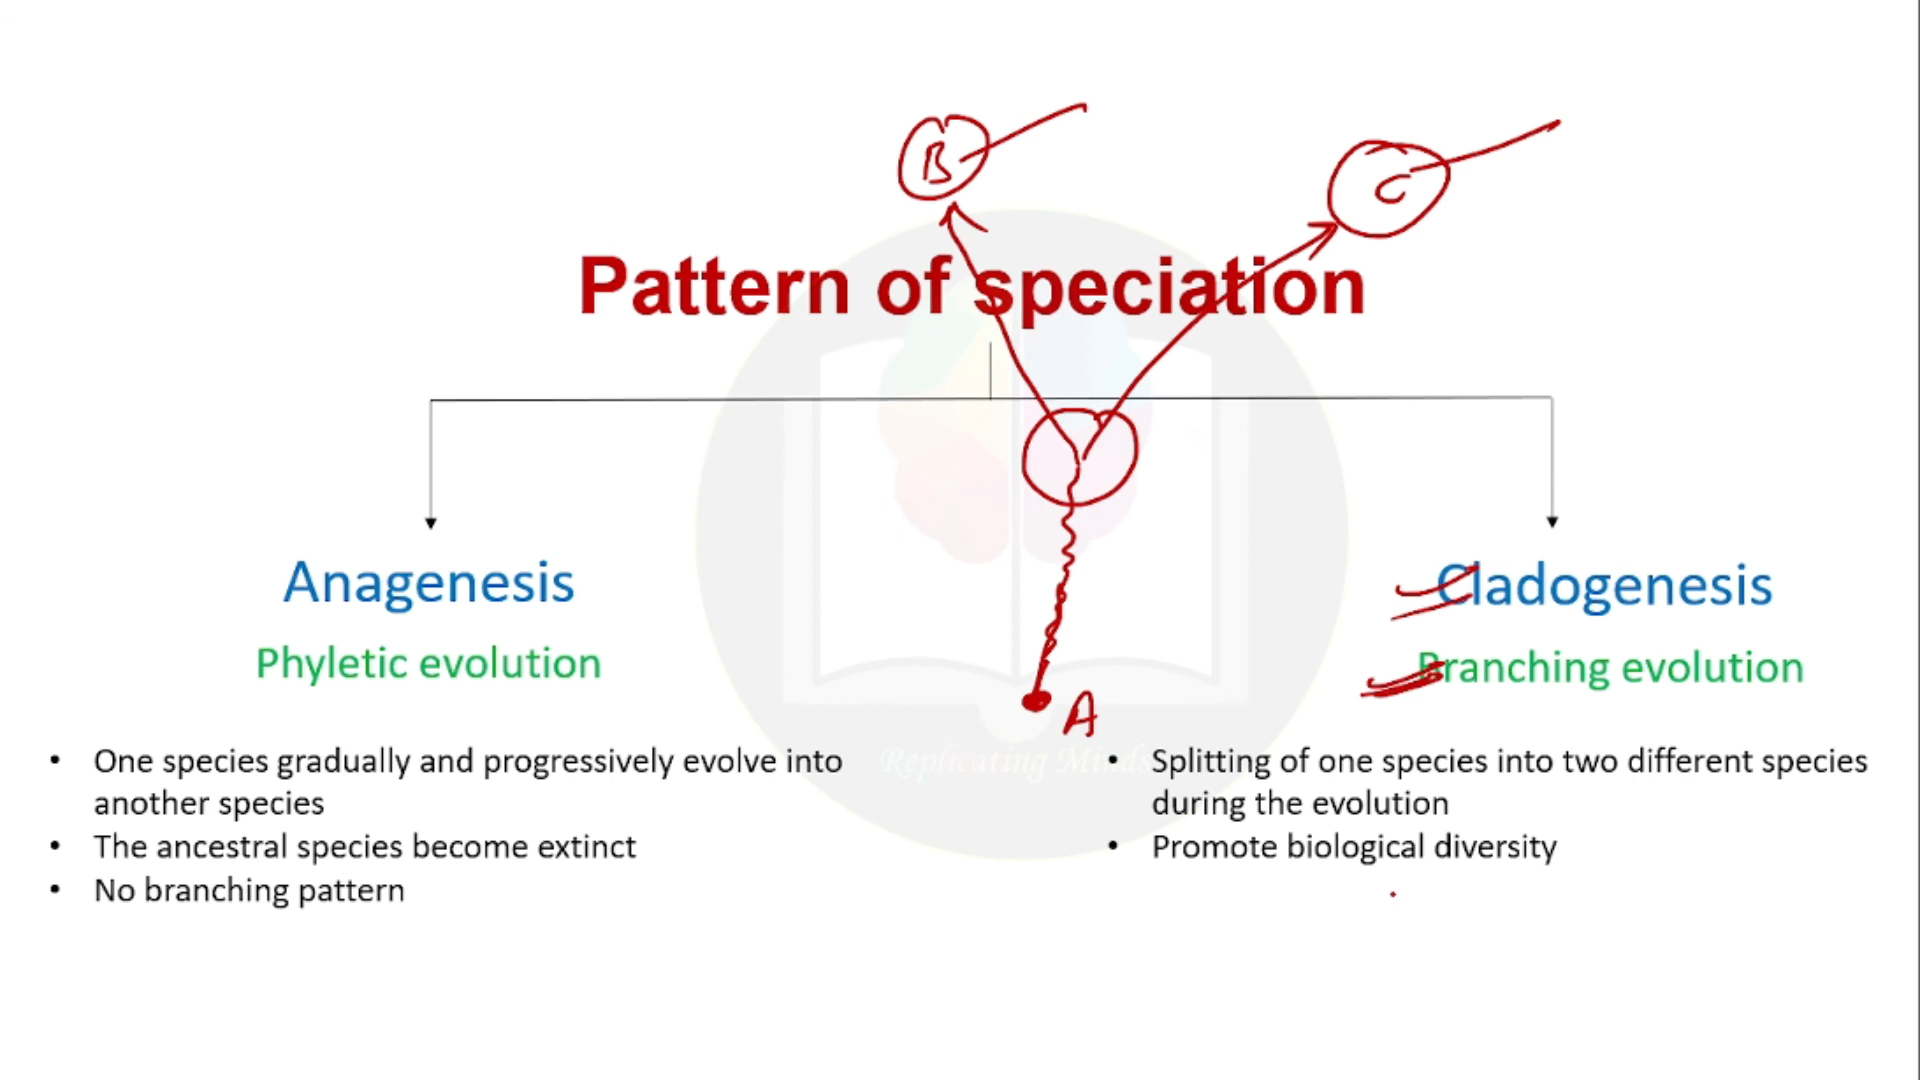 B
C
Pattern of speciation
Anagenesis
Cladogenesis
Phyletic evolution
Branching evolution
A
• One species gradually and progressively evolve into
another species
• The ancestral species become extinct
• No branching pattern
Replicating Minds
• Splitting of one species into two different species
during the evolution
• Promote biological diversity